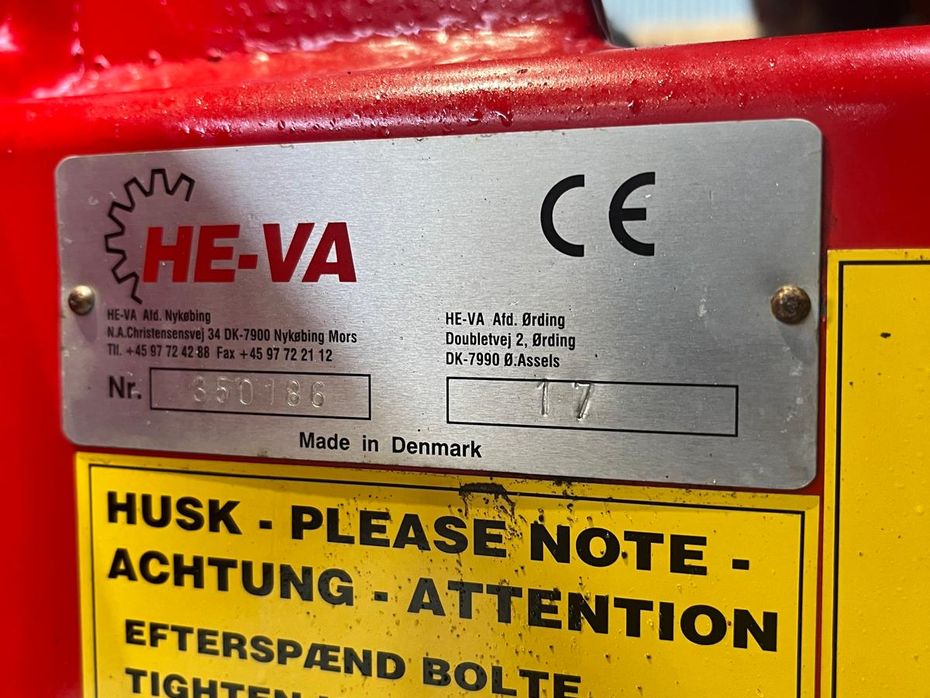 HE-VA
CE
HE-VA Afd. Nykøbing
N.A.Christensensvej 34 DK-7900 Nykøbing Mors
Tlf. +45 97 72 42 88 Fax +45 97 72 21 12
HE-VA Afd. Ørding
Doubletvej 2, Ørding
DK-7990 Ø.Assels
Nr. 350186
17
Made in Denmark
HUSK - PLEASE NOTE -
ACHTUNG - ATTENTION
EFTERSPÆND BOLTE
TIGHTEN